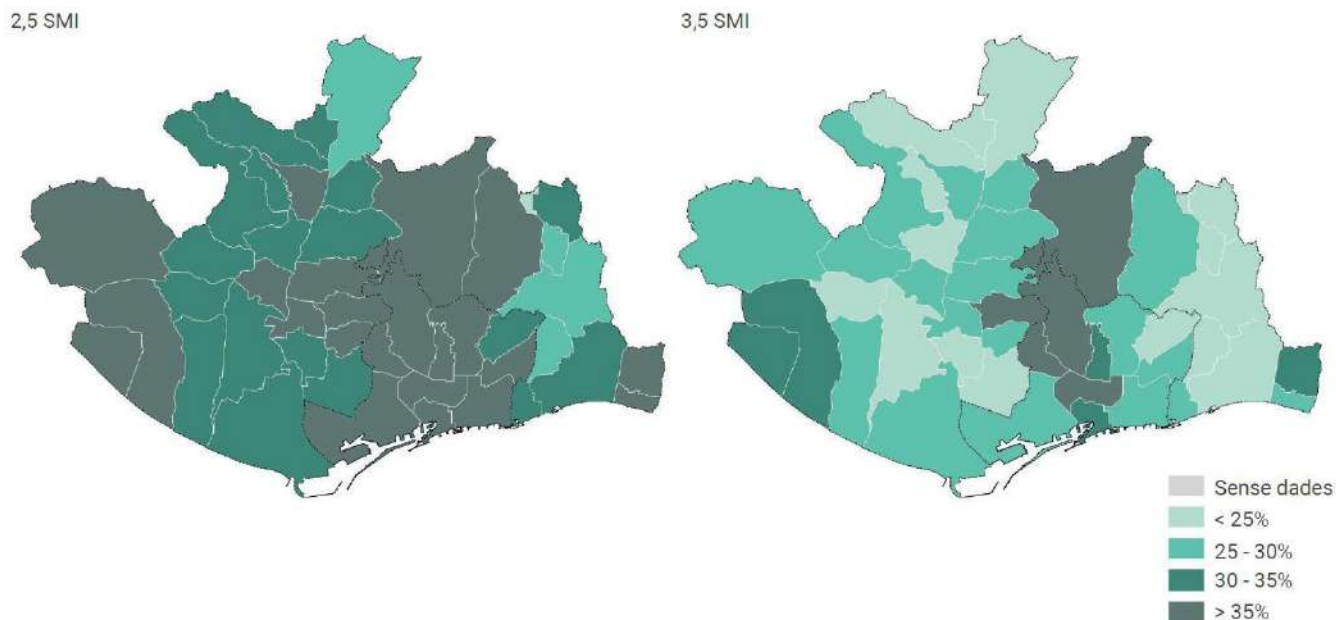 2,5 SMI
3,5 SMI
Sense dades
< 25%
25 - 30%
30 - 35%
> 35%